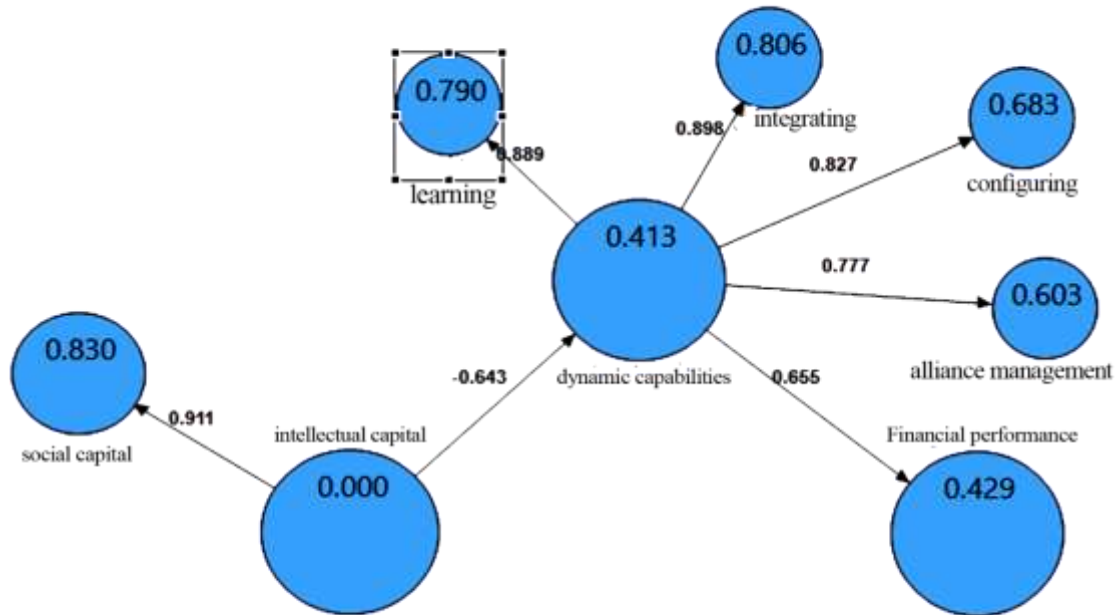 0.806
integrating
0.790
learning
0.683
configuring
0.898
0.889
0.827
0.413
dynamic capabilities
0.777
0.603
alliance management
0.830
social capital
-0.643
0.655
0.911
intellectual capital
0.000
Financial performance
0.429